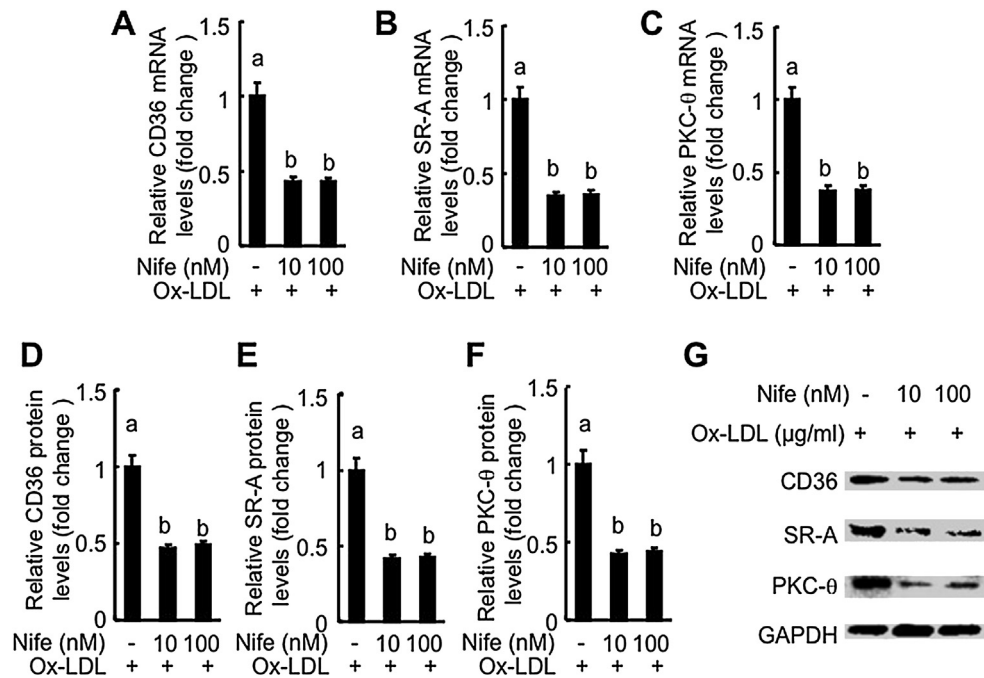 A
Relative CD36 mRNA
levels (fold change )
1.5
1
0.5
0
a
b
b
Nife (nM) - 10 100
Ox-LDL + + +
B
Relative SR-A mRNA
levels (fold change )
1.5
1
0.5
0
a
b
b
Nife (nM) - 10 100
Ox-LDL + + +
C
Relative PKC-θ mRNA
levels (fold change )
1.5
1
0.5
0
a
b
b
Nife (nM) - 10 100
Ox-LDL + + +
D
Relative CD36 protein
levels (fold change )
1.5
1
0.5
0
a
b
b
Nife (nM) - 10 100
Ox-LDL + + +
E
Relative SR-A protein
levels (fold change )
1.5
1
0.5
0
a
b
b
Nife (nM) - 10 100
Ox-LDL + + +
F
Relative PKC-θ protein
levels (fold change )
1.5
1
0.5
0
a
b
b
Nife (nM) - 10 100
Ox-LDL + + +
G
Nife (nM) - 10 100
Ox-LDL (µg/ml) + + +
CD36
SR-A
PKC-θ
GAPDH